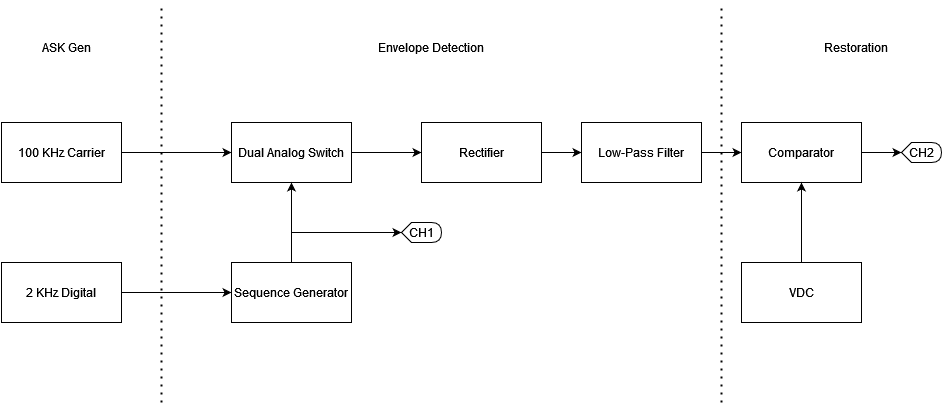 ASK Gen
Envelope Detection
Restoration
100 KHz Carrier
Dual Analog Switch
Rectifier
Low-Pass Filter
Comparator
CH2
CH1
2 KHz Digital
Sequence Generator
VDC